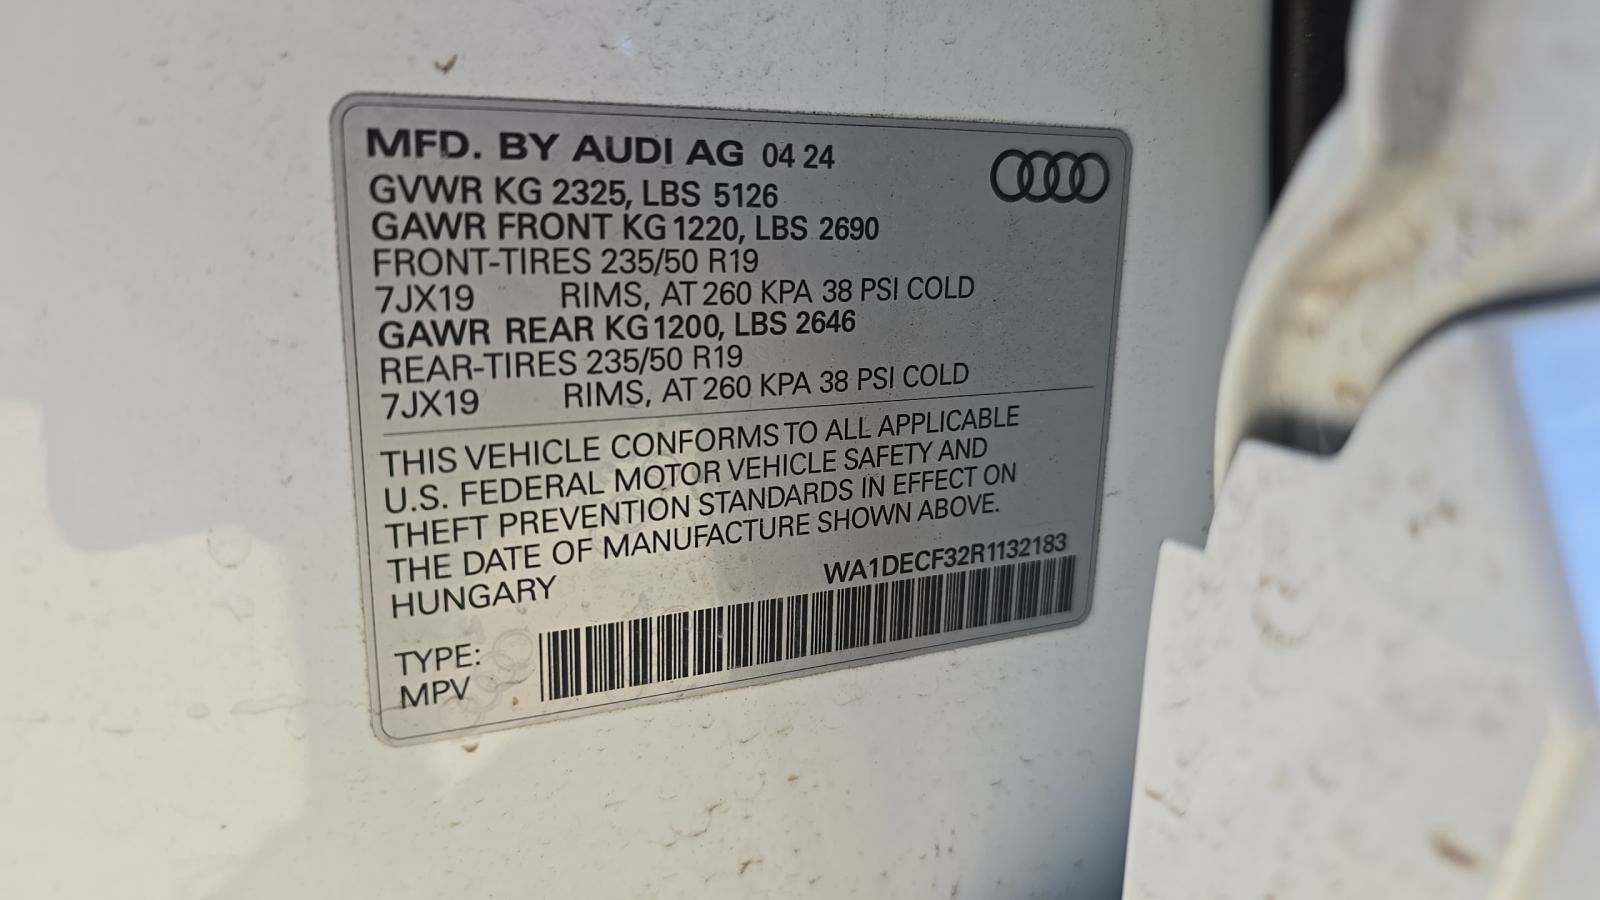 MFD. BY AUDI AG 04 24
GVWR KG 2325, LBS 5126
GAWR FRONT KG 1220, LBS 2690
FRONT-TIRES 235/50 R19
7JX19 RIMS, AT 260 KPA 38 PSI COLD
GAWR REAR KG 1200, LBS 2646
REAR-TIRES 235/50 R19
7JX19 RIMS, AT 260 KPA 38 PSI COLD
THIS VEHICLE CONFORMS TO ALL APPLICABLE
U.S. FEDERAL MOTOR VEHICLE SAFETY AND
THEFT PREVENTION STANDARDS IN EFFECT ON
THE DATE OF MANUFACTURE SHOWN ABOVE.
HUNGARY WA1DECF32R1132183
TYPE:
MPV